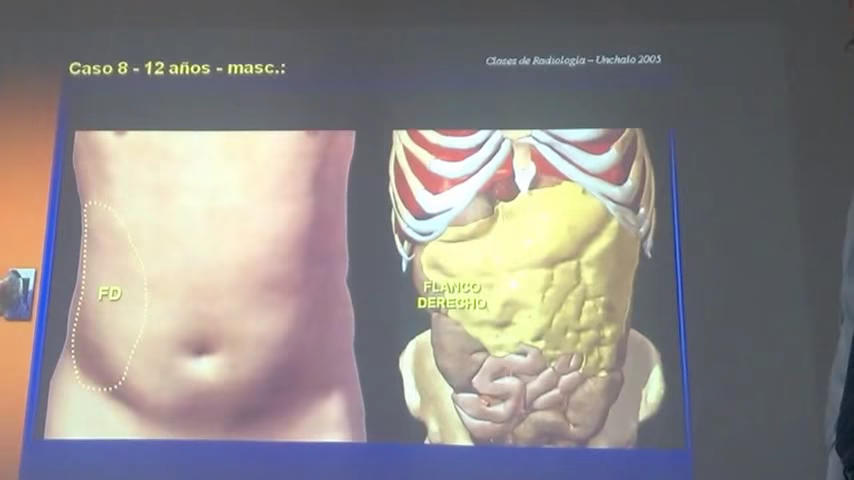 Caso 8 - 12 años - masc.:
Clases de Radiología – Unchalo 2005
FD
FLANCO
DERECHO